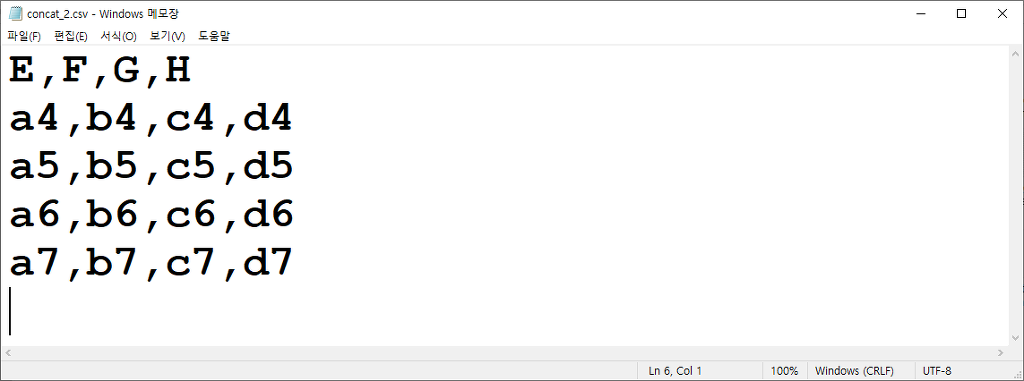 concat_2.csv - Windows 메모장
파일(F) 편집(E) 서식(O) 보기(V) 도움말
E,F,G,H
a4,b4,c4,d4
a5,b5,c5,d5
a6,b6,c6,d6
a7,b7,c7,d7
Ln 6, Col 1 100% Windows (CRLF) UTF-8